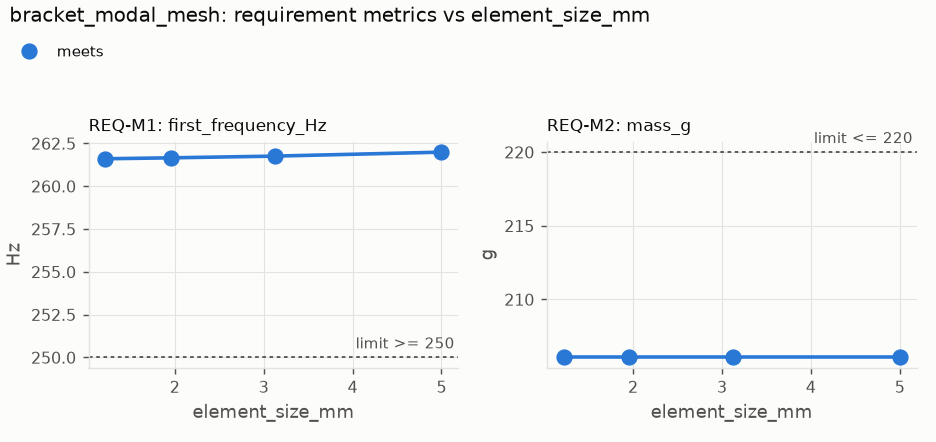 bracket_modal_mesh: requirement metrics vs element_size_mm
meets
REQ-M1: first_frequency_Hz
262.5
260.0
257.5
255.0
252.5
250.0
Hz
limit >= 250
2 3 4 5
element_size_mm
REQ-M2: mass_g
limit <= 220
220
215
210
g
2 3 4 5
element_size_mm